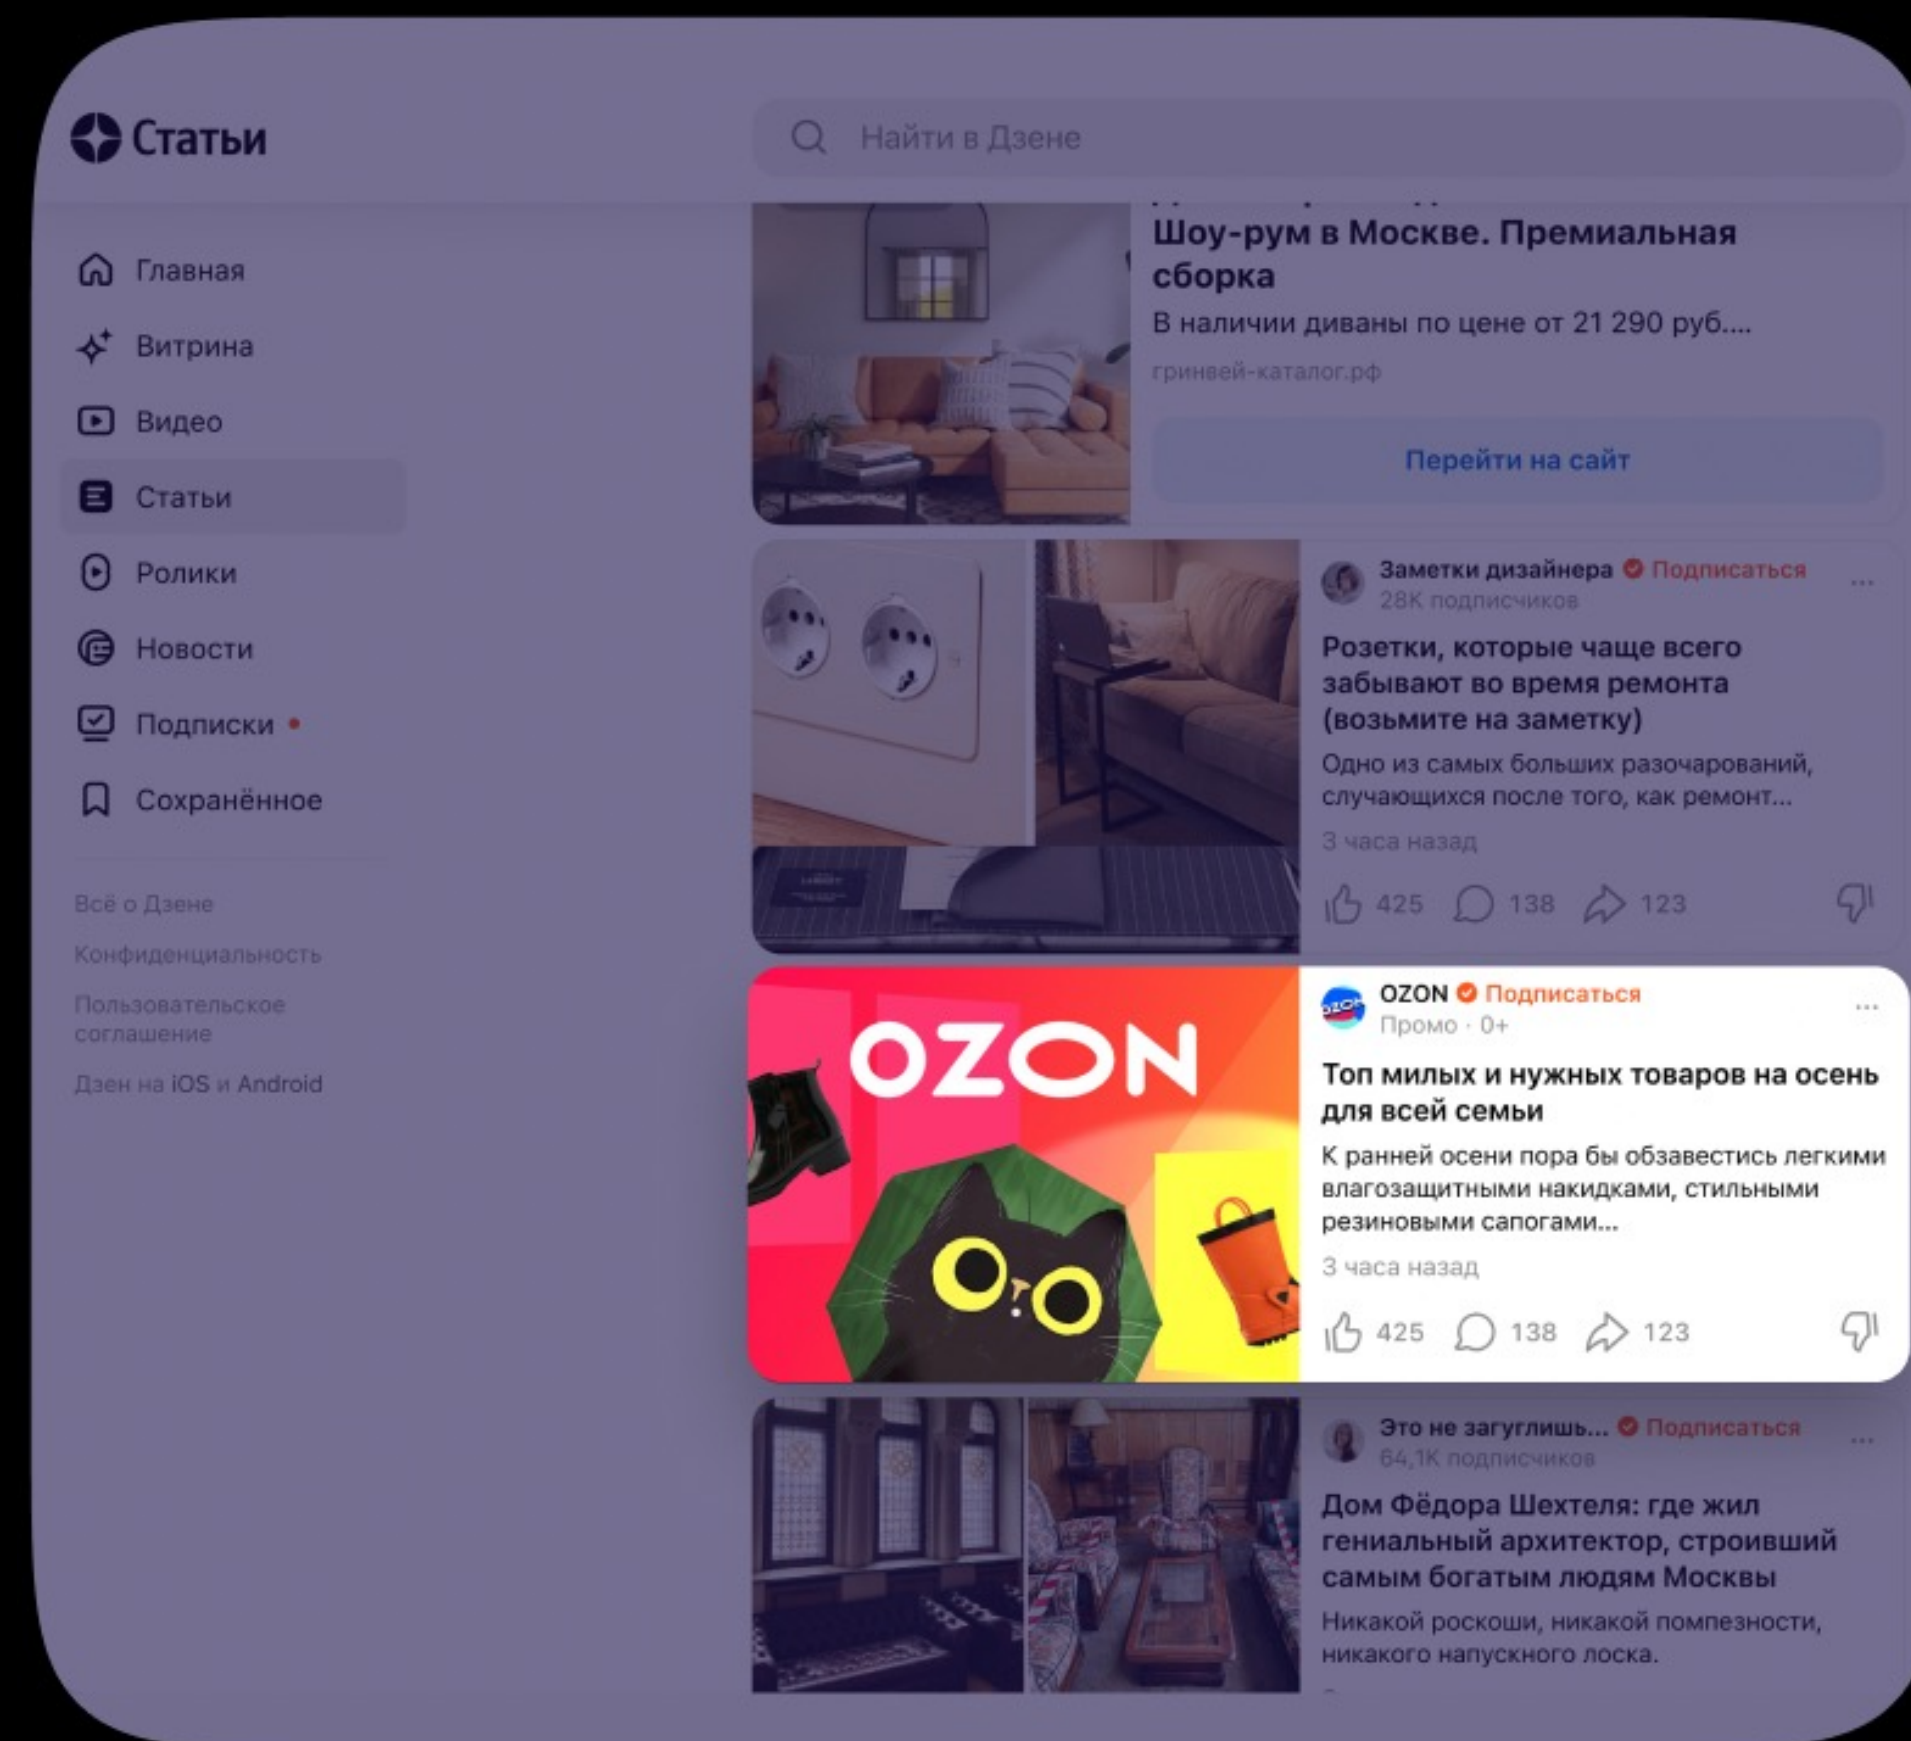 Статьи
Найти в Дзене
Главная
Витрина
Видео
Статьи
Ролики
Новости
Подписки
Сохранённое
Всё о Дзене
Конфиденциальность
Пользовательское
соглашение
Дзен на iOS и Android
Шоу-рум в Москве. Премиальная
сборка
В наличии диваны по цене от 21 290 руб....
гринвей-каталог.рф
Перейти на сайт
Заметки дизайнера Подписаться
28K подписчиков
Розетки, которые чаще всего
забывают во время ремонта
(возьмите на заметку)
Одно из самых больших разочарований,
случающихся после того, как ремонт...
3 часа назад
425 138 123
OZON
OZON Подписаться
Промо · 0+
Топ милых и нужных товаров на осень
для всей семьи
К ранней осени пора бы обзавестись легкими
влагозащитными накидками, стильными
резиновыми сапогами...
3 часа назад
425 138 123
Это не загуглишь... Подписаться
64,1K подписчиков
Дом Фёдора Шехтеля: где жил
гениальный архитектор, строивший
самым богатым людям Москвы
Никакой роскоши, никакой помпезности,
никакого напускного лоска.